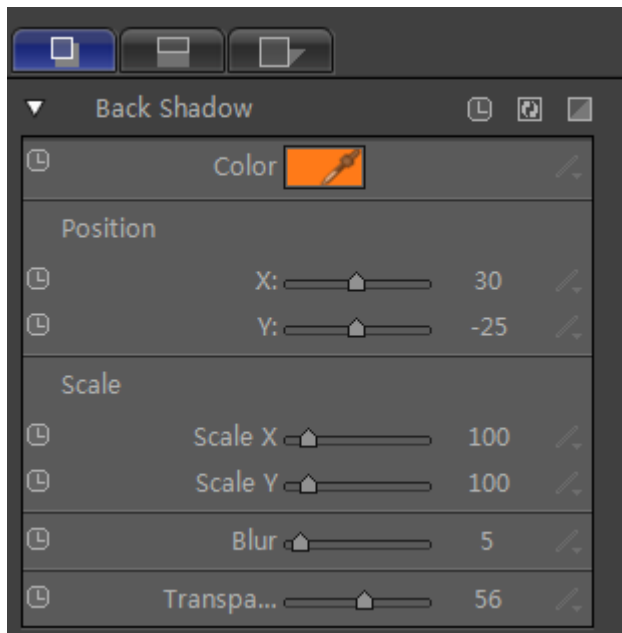 Back Shadow
Color
Position
X: 30
Y: -25
Scale
Scale X 100
Scale Y 100
Blur 5
Transpa... 56